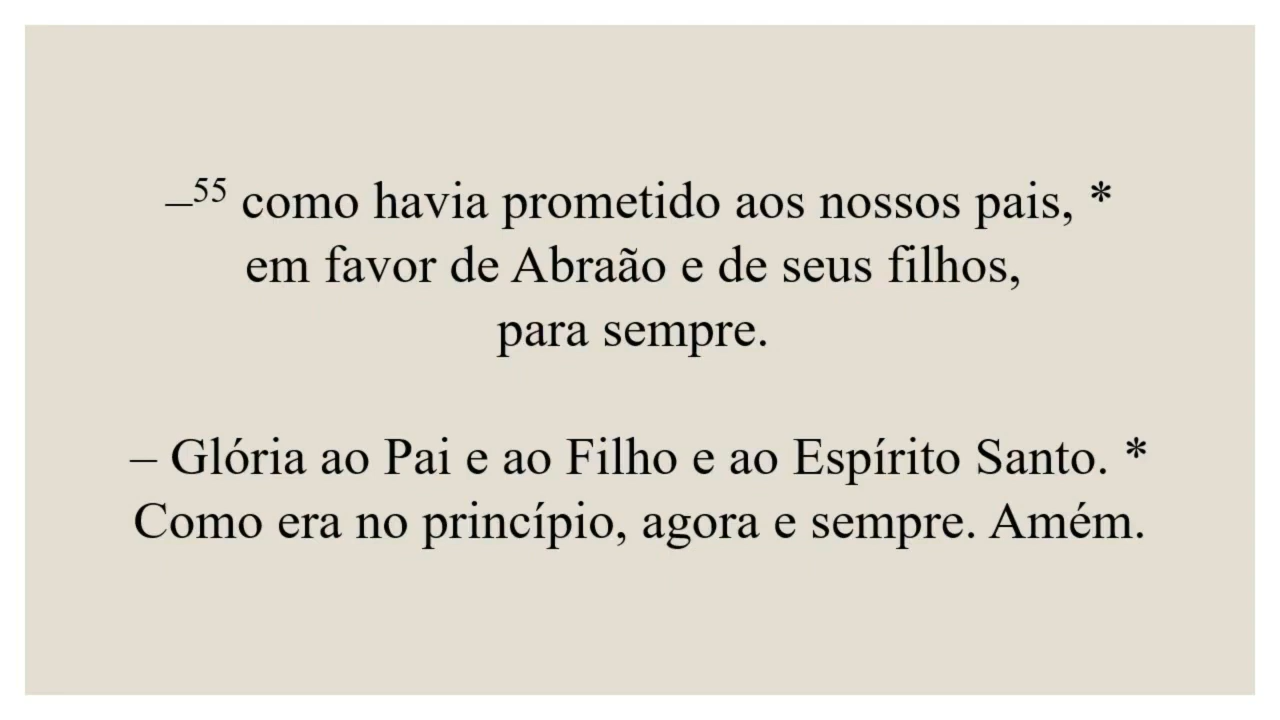 –⁵⁵ como havia prometido aos nossos pais, *
em favor de Abraão e de seus filhos,
para sempre.
– Glória ao Pai e ao Filho e ao Espírito Santo. *
Como era no princípio, agora e sempre. Amém.